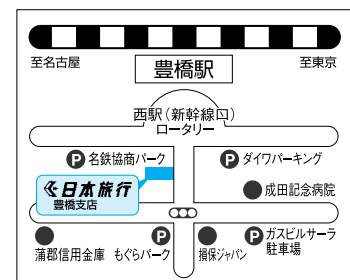 至名古屋
豊橋駅
至東京
西駅(新幹線口)
ロータリー
P 名鉄協商パーク
P ダイワパーキング
日本旅行
豊橋支店
成田記念病院
蒲郡信用金庫
P もぐらパーク
損保ジャパン
P ガスビルサーラ
駐車場